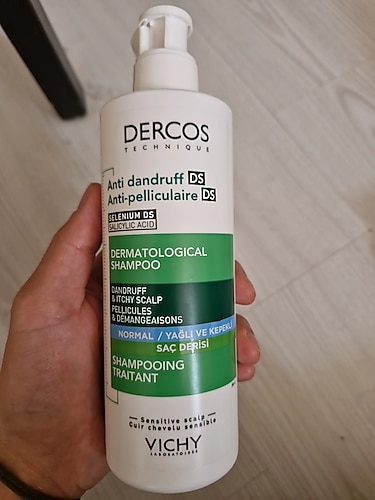 DERCOS
TECHNIQUE
Anti dandruff DS
Anti-pelliculaire DS
SELENIUM DS
SALICYLIC ACID
DERMATOLOGICAL
SHAMPOO
DANDRUFF
& ITCHY SCALP
PELLICULES
& DÉMANGEAISONS
NORMAL / YAĞLI VE KEPEKLİ
SAÇ DERİSİ
SHAMPOOING
TRAITANT
Sensitive scalp
Cuir chevelu sensible
VICHY
LABORATOIRES